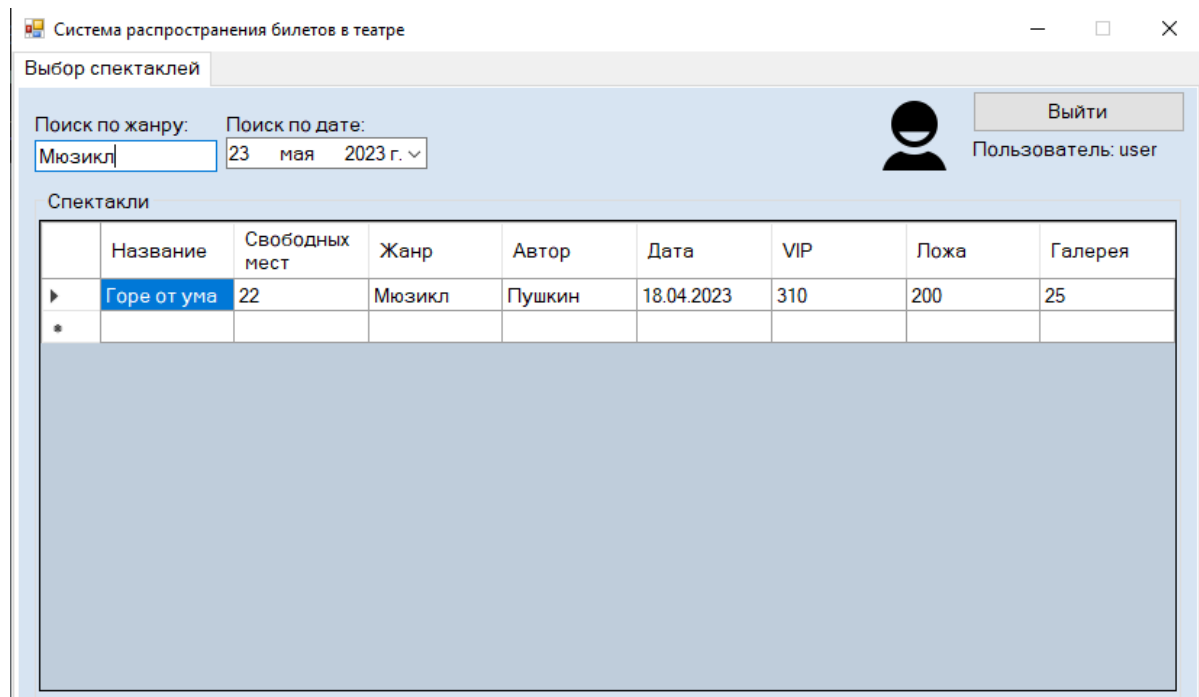 Система распространения билетов в театре
Выбор спектаклей
Выйти
Поиск по жанру: Поиск по дате:
Мюзикл 23 мая 2023 г.
Пользователь: user
Спектакли
Название Свободных мест Жанр Автор Дата VIP Ложа Галерея
Горе от ума 22 Мюзикл Пушкин 18.04.2023 310 200 25